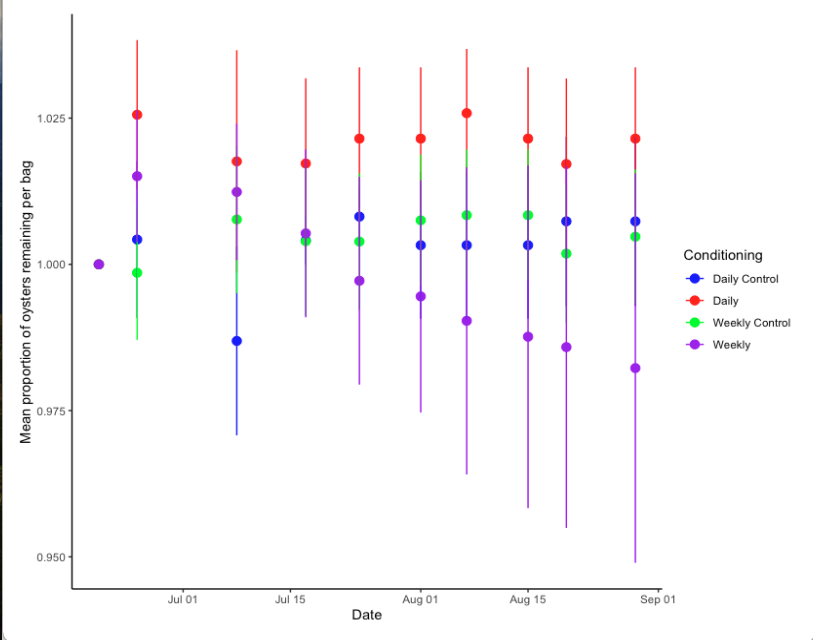 Mean proportion of oysters remaining per bag
1.025
1.000
0.975
0.950
Jul 01
Jul 15
Aug 01
Aug 15
Sep 01
Date
Conditioning
Daily Control
Daily
Weekly Control
Weekly